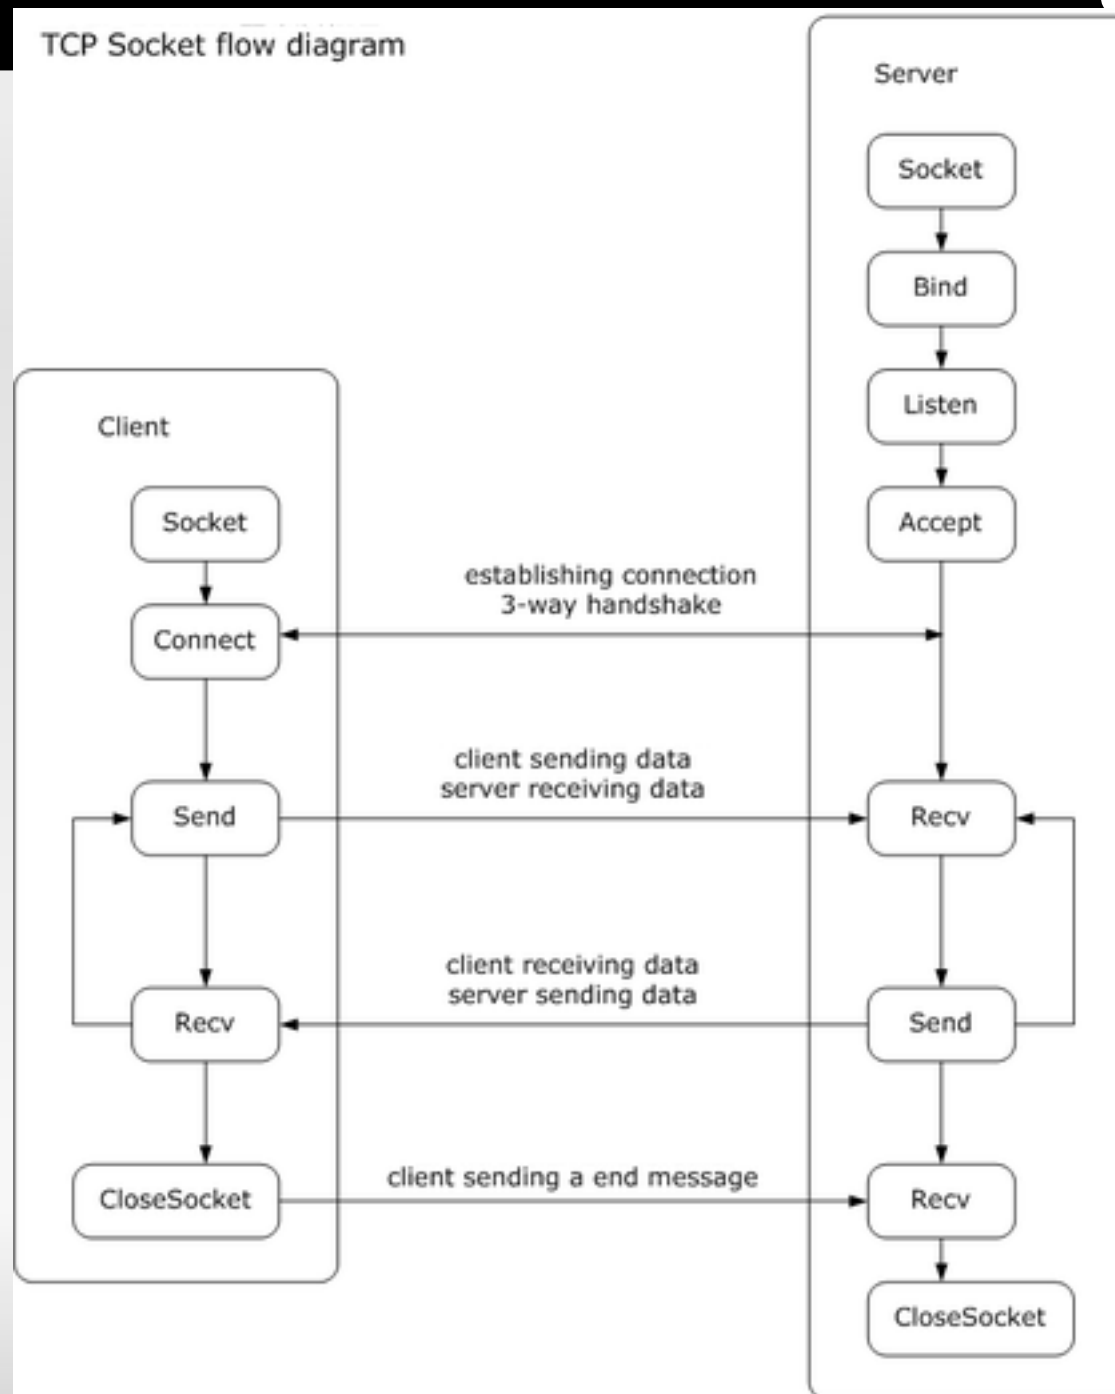 TCP Socket flow diagram
Server
Socket
Bind
Listen
Accept
Client
Socket
Connect
establishing connection
3-way handshake
Send
client sending data
server receiving data
Recv
Recv
client receiving data
server sending data
Send
CloseSocket
client sending a end message
Recv
CloseSocket